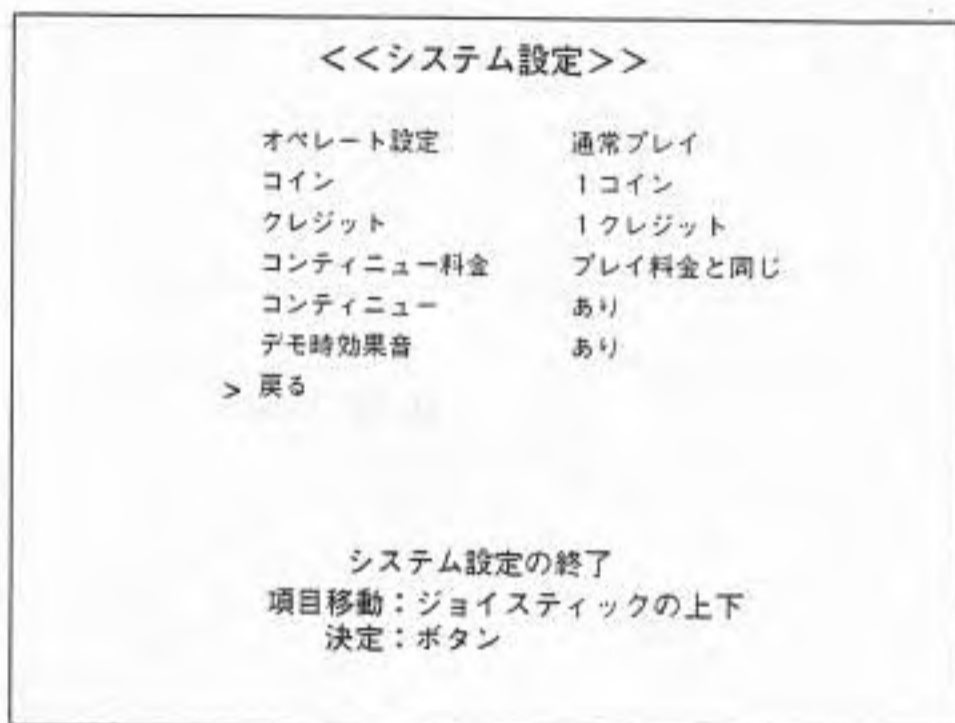 <<システム設定>>
オペレート設定 通常プレイ
コイン 1コイン
クレジット 1クレジット
コンティニュー料金 プレイ料金と同じ
コンティニュー あり
デモ時効果音 あり
> 戻る
システム設定の終了
項目移動：ジョイスティックの上下
決定：ボタン